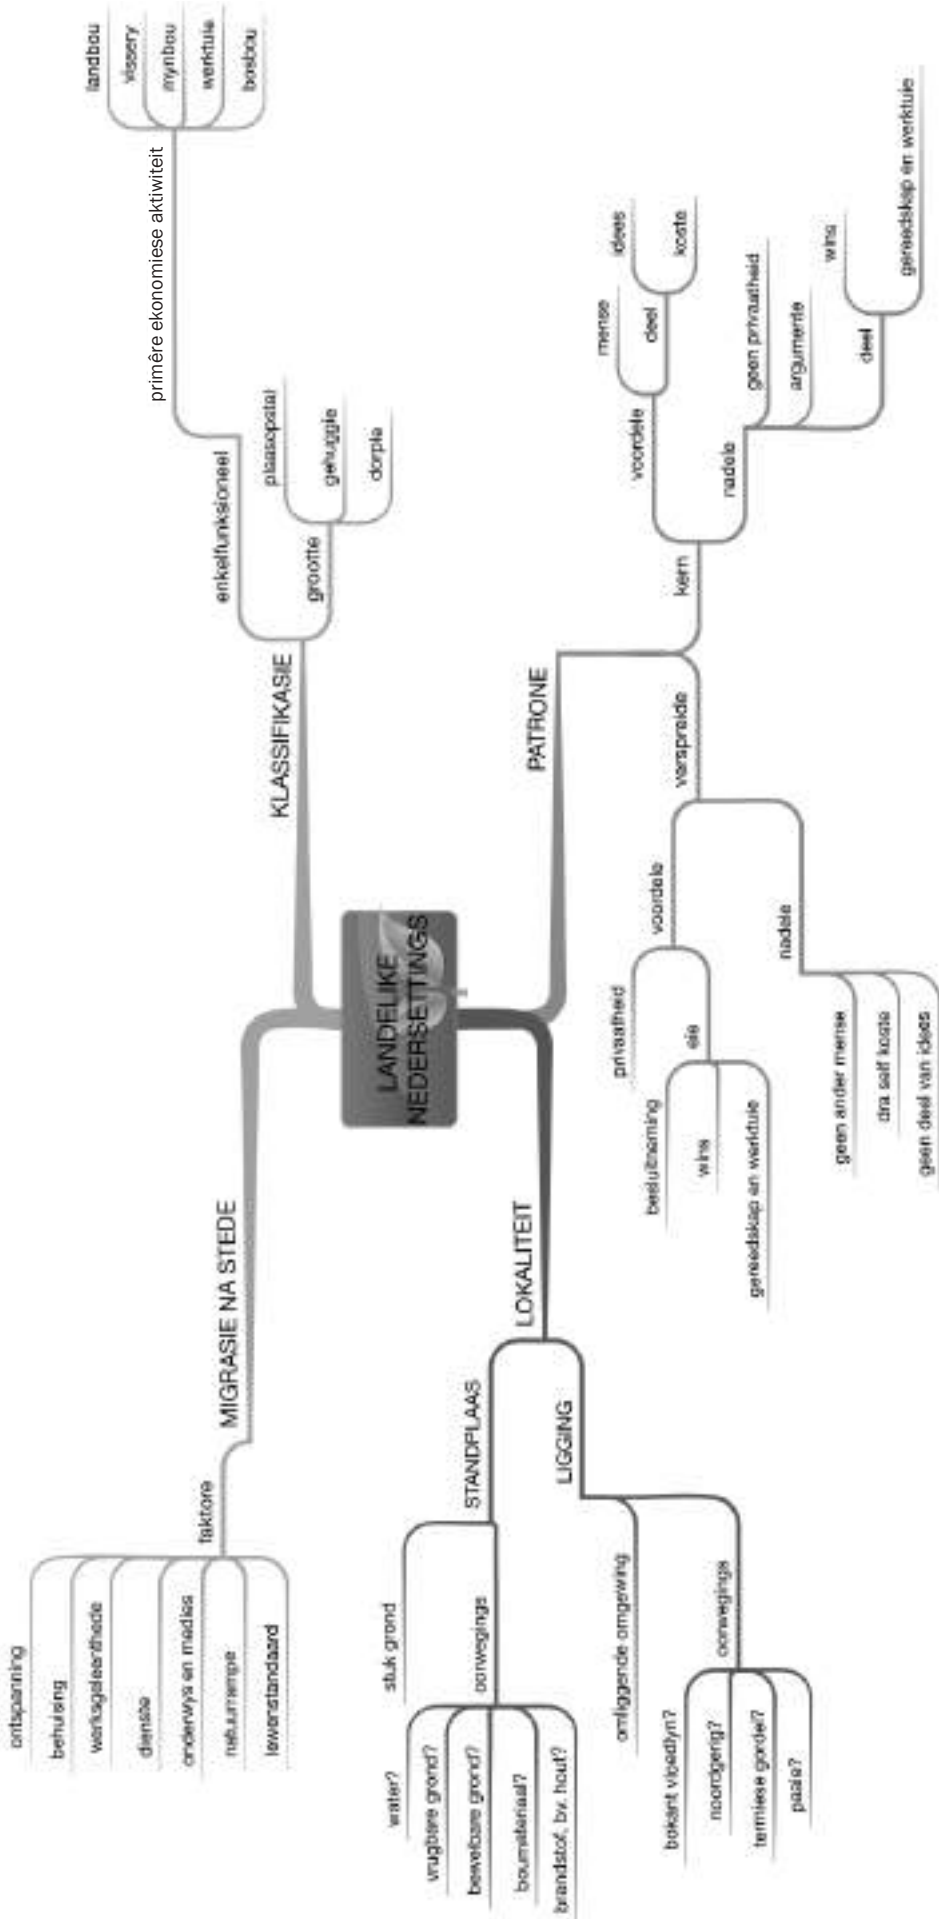 LANDELIKE
NEDERSETTINGS
KLASSIFIKASIE
enkelfunksioneel
primêre ekonomiese aktiwiteit
landbou
vissery
mynbou
werktuie
bosbou
grootte
plaasopstal
gehuggie
dorpie
PATRONE
kern
voordele
mense
deel
idees
koste
nadele
geen privaatheid
argumente
deel
wins
gereedskap en werktuie
verspreide
voordele
privaatheid
eie
besluitneming
wins
gereedskap en werktuie
nadele
geen ander mense
dra self koste
geen deel van idees
LOKALITEIT
STANDPLAAS
stuk grond
oorwegings
water?
vrugbare grond?
beweibare grond?
boumateriaal?
brandstof, bv. hout?
LIGGING
omliggende omgewing
oorwegings
bokant vloedlyn?
noordgerig?
termiese gordel?
paaie?
MIGRASIE NA STEDE
faktore
ontspanning
behuising
werksgeleenthede
dienste
onderwys en medies
natuurrampe
lewenstandaard